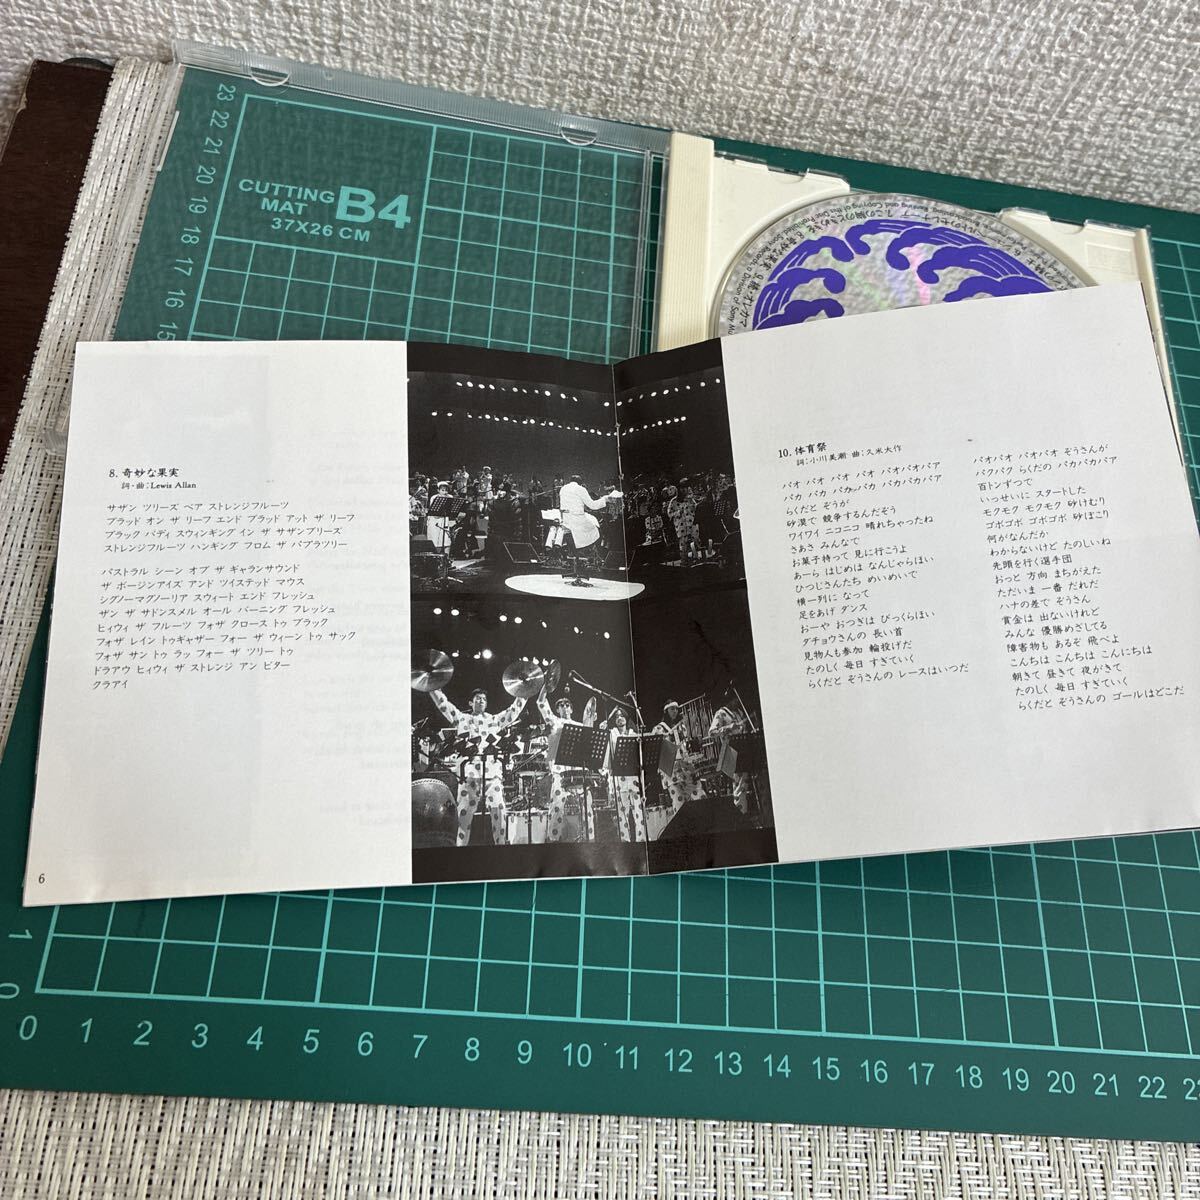 CUTTING
MAT
B4
37X26 CM
23
22
21
20
19
18
17
16
15
8. 奇妙な果実
詞・曲:Lewis Allan
サザン ツリーズ ベア ストレンジフルーツ
ブラッド オン ザ リーフ エンド ブラッド アット ザ リーフ
ブラック バディ スウィンギング イン ザ サザンブリーズ
ストレンジフルーツ ハンギング フロム ザ パプラツリー
パストラル シーン オブ ザ ギャランサウンド
ザ ボージンアイズ アンド ツイステッド マウス
シグノーマグノーリア スウィート エンド フレッシュ
ザン ザ サドンスメル オール バーニング フレッシュ
ヒィウィ ザ フルーツ フォザ クロース トゥ ブラック
フォザ レイン トゥギャザー フォー ザ ウィーン トゥ サック
フォザ サン トゥ ラッ フォー ザ ツリー トゥ
ドラアウ ヒィウィ ザ ストレンジ アン ビター
クラアイ
6
10. 体育祭
詞:小川美潮 曲:久米大作
パオ パオ パオ パオ パオパオパア
パカ パカ パカ パカ パカパカパア
らくだと ぞうが
砂漠で 競争するんだぞう
ワイワイ ニコニコ 晴れちゃったね
さあさ みんなで
お菓子持って 見に行こうよ
あーら はじめは なんじゃらほい
ひつじさんたち めいめいで
横一列に なって
足をあげ ダンス
おーや おつぎは びっくらほい
ダチョウさんの 長い首
見物人も参加 輪投げだ
たのしく 毎日 すぎていく
らくだと ぞうさんの レースはいつだ
パオパオ パオパオ ぞうさんが
パクパク らくだの パカパカパア
百トンずつで
いっせいに スタートした
モクモク モクモク 砂けむり
ゴボゴボ ゴボゴボ 砂ぼこり
何がなんだか
わからないけど たのしいね
先頭を行く選手団
おっと 方向 まちがえた
ただいま 一番 だれだ
ハナの差で ぞうさん
賞金は 出ないけれど
みんな 優勝めざしてる
障害物も あるぞ 飛べよ
こんちは こんちは こんにちは
朝きて 昼きて 夜がきて
たのしく 毎日 すぎていく
らくだと ぞうさんの ゴールはどこだ
1
0
0 1 2 3 4 5 6 7 8 9 10 11 12 13 14 15 16 17 18 19 20 21 22